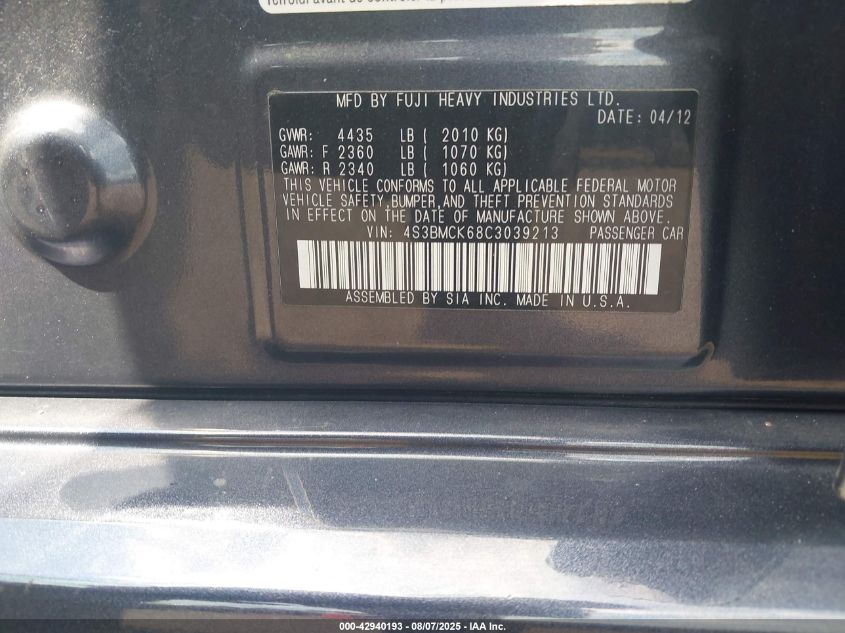 MFD BY FUJI HEAVY INDUSTRIES LTD.
DATE: 04/12
GVWR: 4435 LB ( 2010 KG)
GAWR: F 2360 LB ( 1070 KG)
GAWR: R 2340 LB ( 1060 KG)
THIS VEHICLE CONFORMS TO ALL APPLICABLE FEDERAL MOTOR
VEHICLE SAFETY,BUMPER,AND THEFT PREVENTION STANDARDS
IN EFFECT ON THE DATE OF MANUFACTURE SHOWN ABOVE.
VIN: 4S3BMCK68C3039213 PASSENGER CAR
ASSEMBLED BY SIA INC. MADE IN U.S.A.
000-42940193 - 08/07/2025 - IAA Inc.